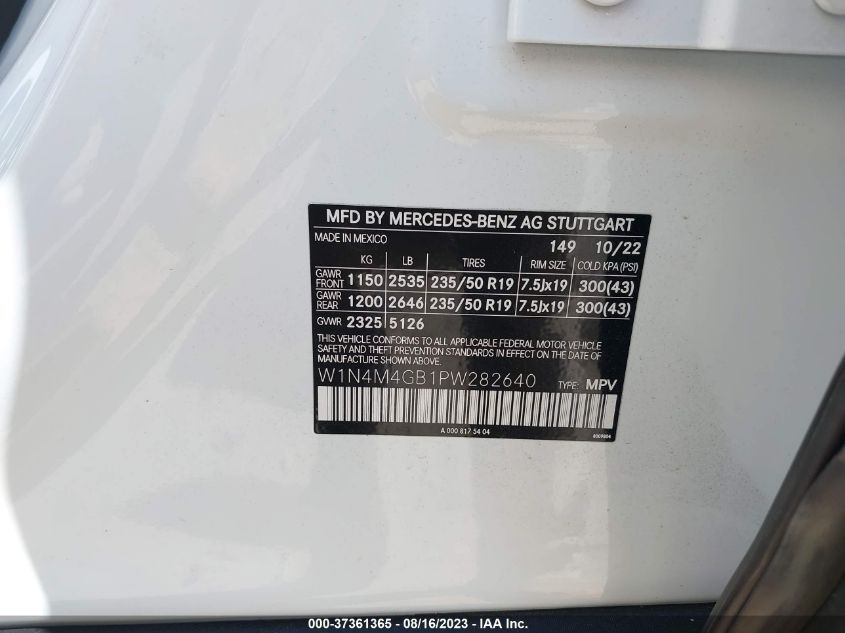 MFD BY MERCEDES-BENZ AG STUTTGART
MADE IN MEXICO 149 10/22
KG LB TIRES RIM SIZE COLD KPA(PSI)
GAWR FRONT 1150 2535 235/50 R19 7.5Jx19 300(43)
GAWR REAR 1200 2646 235/50 R19 7.5Jx19 300(43)
GVWR 2325 5126
THIS VEHICLE CONFORMS TO ALL APPLICABLE FEDERAL MOTOR VEHICLE
SAFETY AND THEFT PREVENTION STANDARDS IN EFFECT ON THE DATE OF
MANUFACTURE SHOWN ABOVE.
W1N4M4GB1PW282640 TYPE: MPV
A 000 817 54 04
000-37361365 - 08/16/2023 - © Copyright 2023, IAA